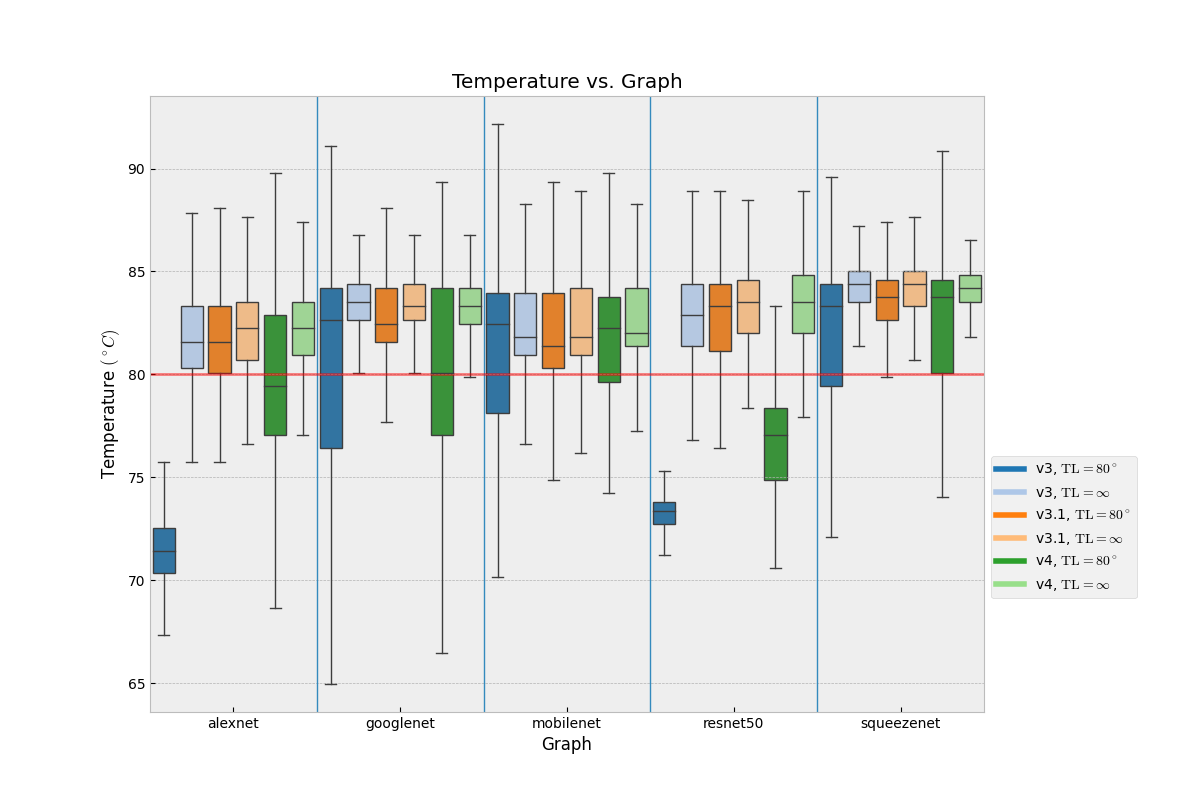 Temperature vs. Graph
Temperature (°C)
90
85
80
75
70
65
alexnet googlenet mobilenet resnet50 squeezenet
Graph
v3, TL = 80°
v3, TL = ∞
v3.1, TL = 80°
v3.1, TL = ∞
v4, TL = 80°
v4, TL = ∞